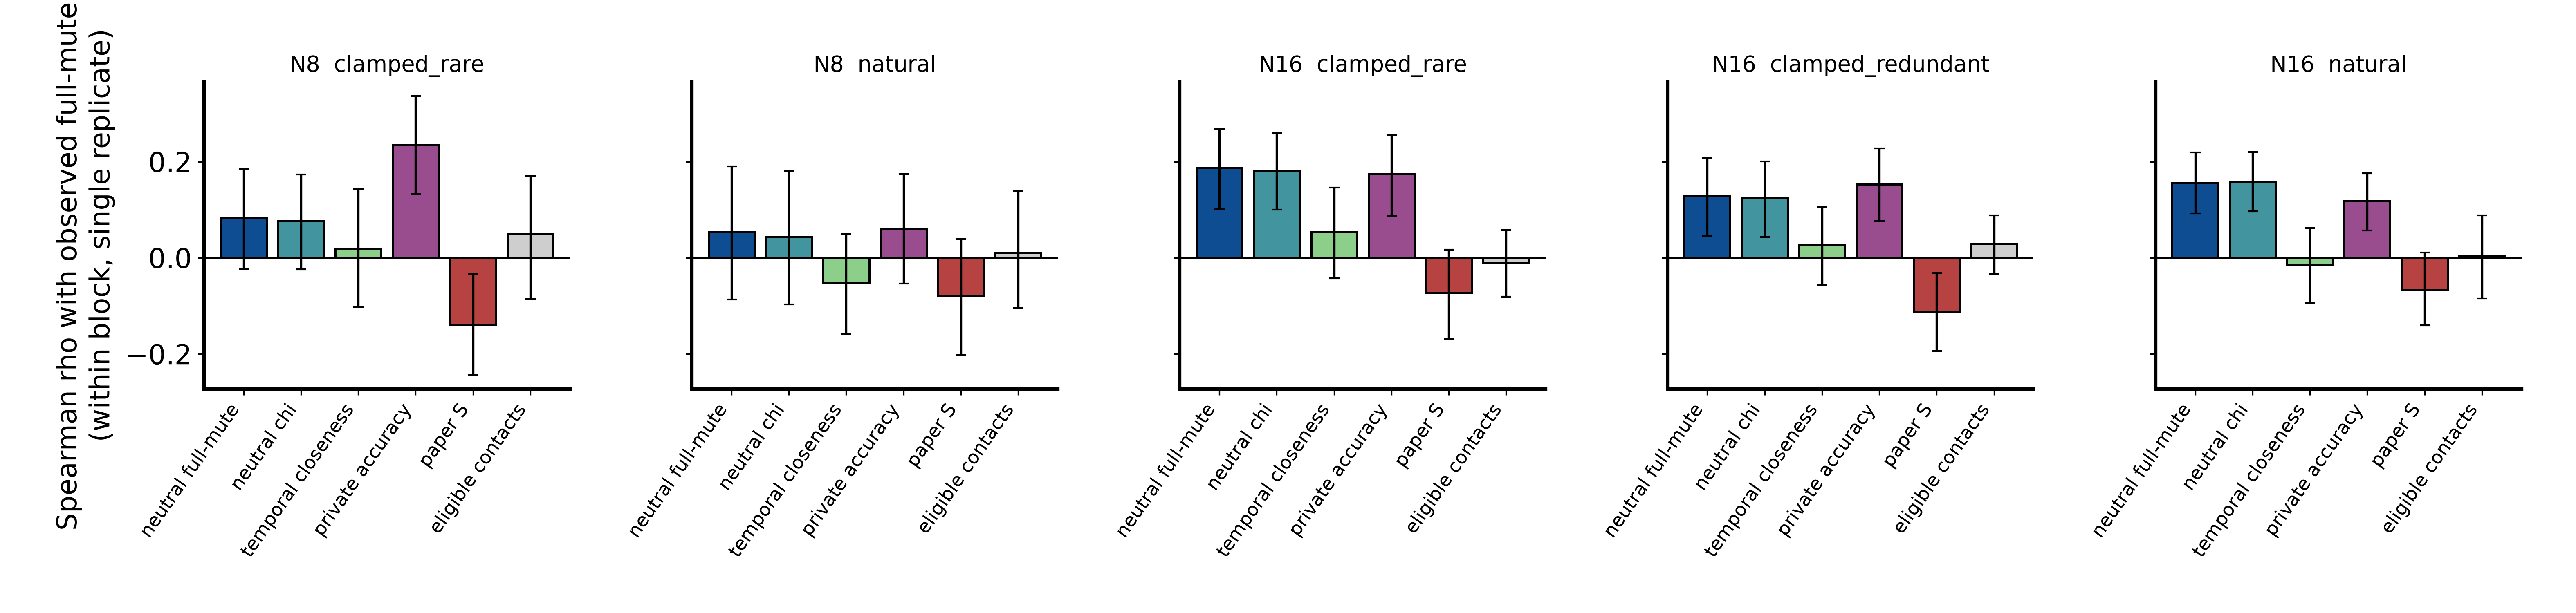 Spearman rho with observed full-mute
(within block, single replicate)
N8 clamped_rare
N8 natural
N16 clamped_rare
N16 clamped_redundant
N16 natural
0.2
0.0
−0.2
neutral full-mute
neutral chi
temporal closeness
private accuracy
paper S
eligible contacts
neutral full-mute
neutral chi
temporal closeness
private accuracy
paper S
eligible contacts
neutral full-mute
neutral chi
temporal closeness
private accuracy
paper S
eligible contacts
neutral full-mute
neutral chi
temporal closeness
private accuracy
paper S
eligible contacts
neutral full-mute
neutral chi
temporal closeness
private accuracy
paper S
eligible contacts